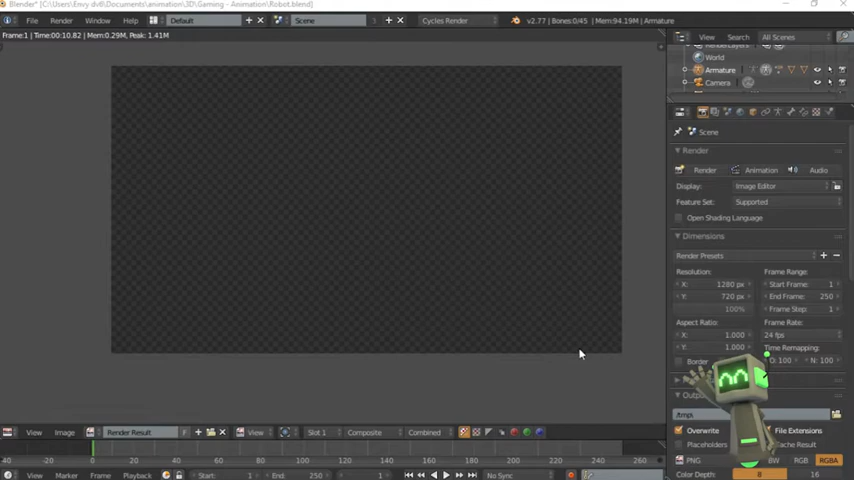 Blender* [C:\Users\Envy dvtl\Documents\animation\3D\Gaming - Animation\Robot.blend]
File Render Window Help Default Scene 3 Cycles Render v2.77 | Bones:0/45 | Mem:94.19M | Armature
Frame:1 | Time:00:10.82 | Mem:0.29M, Peak: 1.41M
View Search All Scenes
RenderLayers
World
Armature
Camera
Scene
Render
Render Animation Audio
Display: Image Editor
Feature Set: Supported
Open Shading Language
Dimensions
Render Presets
Resolution: Frame Range:
X: 1280 px Start Frame: 1
Y: 720 px End Frame: 250
100% Frame Step: 1
Aspect Ratio: Frame Rate:
X: 1.000 24 fps
Y: 1.000 Time Remapping:
Border O: 100 N: 100
Outpu
/tmp\
Overwrite File Extensions
Placeholders che Result
PNG BW RGB RGBA
Color Depth: 8 16
View Image Render Result F View Slot 1 Composite Combined
40 -20 0 20 40 60 80 100 120 140 160 180 200 220 240 260
View Marker Frame Playback Start: 1 End: 250 1 No Sync